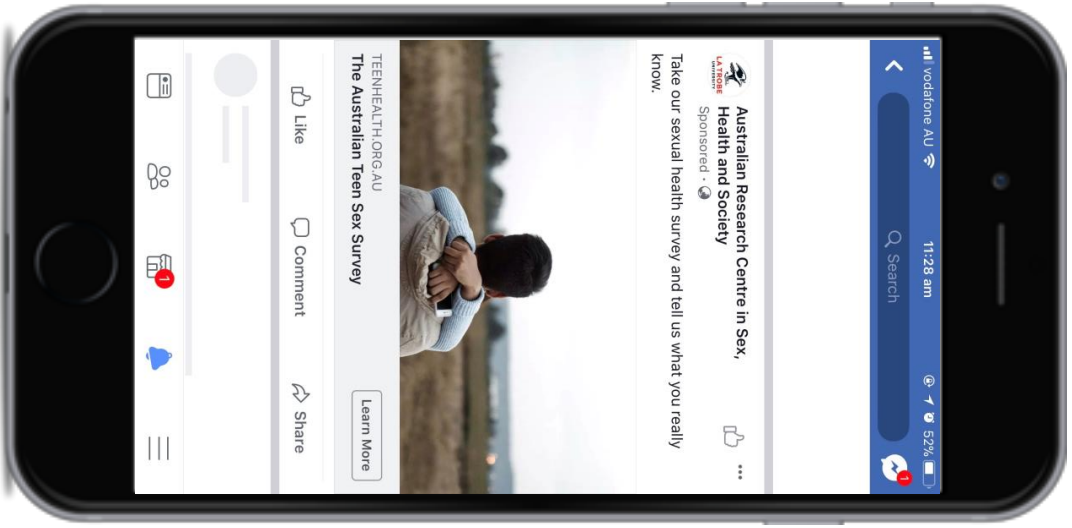 vodafone AU 11:28 am 52%
Search
1
Australian Research Centre in Sex,
Health and Society
Sponsored ·
LA TROBE
UNIVERSITY
Take our sexual health survey and tell us what you really
know.
TEENHEALTH.ORG.AU
The Australian Teen Sex Survey
Learn More
Like Comment Share
1